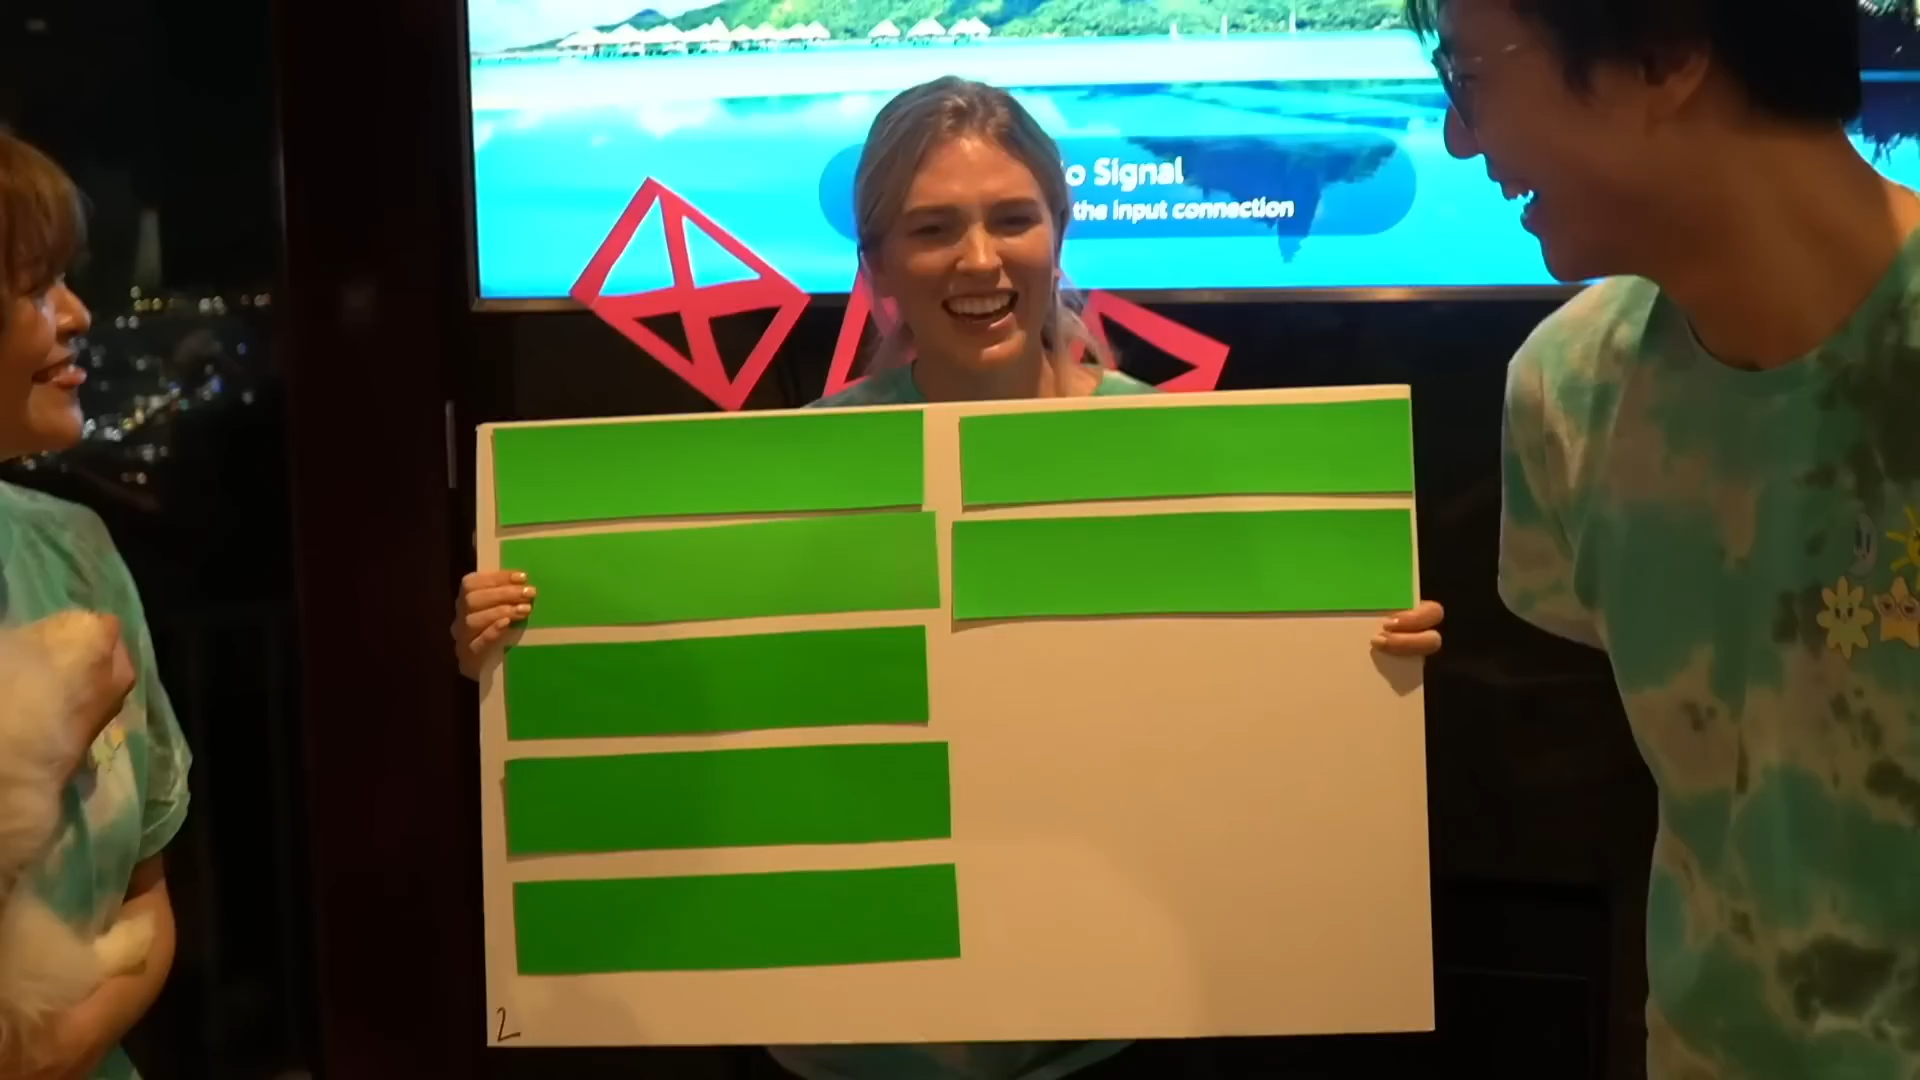 o Signal
the input connection
2